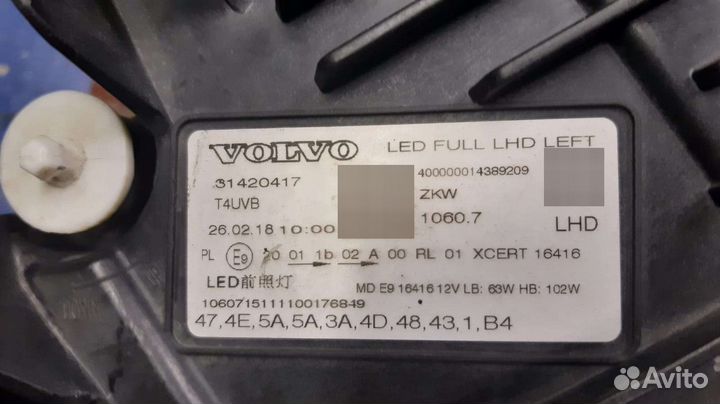 VOLVO LED FULL LHD LEFT
31420417 400000014389209
T4UVB ZKW
26.02.18 10:00 1060.7 LHD
PL E9 20 01 1b 02 A 00 RL 01 XCERT 16416
LED前照灯 MD E9 16416 12V LB: 63W HB: 102W
10607151111100176849
47,4E,5A,5A,3A,4D,48,43,1,B4
Avito